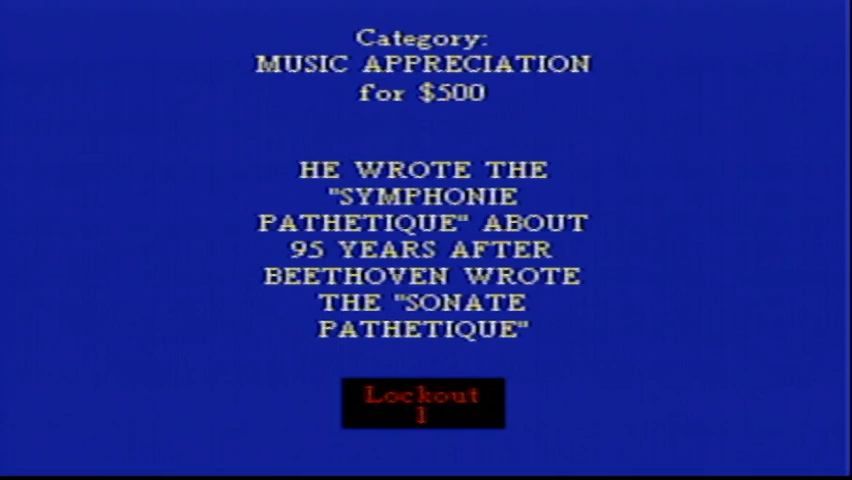 Category:
MUSIC APPRECIATION
for $500
HE WROTE THE
"SYMPHONIE
PATHETIQUE" ABOUT
95 YEARS AFTER
BEETHOVEN WROTE
THE "SONATE
PATHETIQUE"
Lockout
1